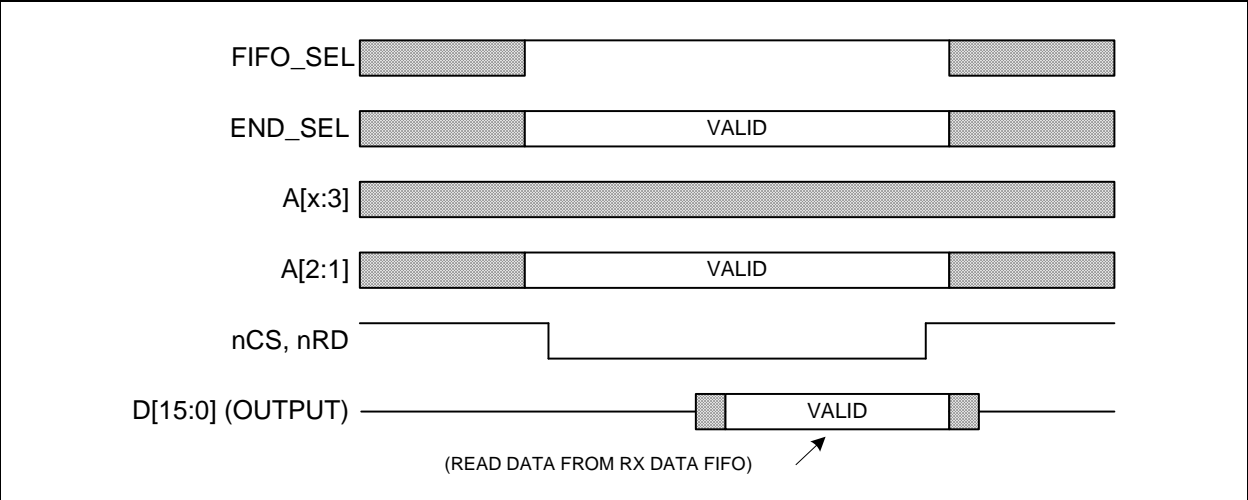 FIFO_SEL
END_SEL VALID
A[x:3]
A[2:1] VALID
nCS, nRD
D[15:0] (OUTPUT) VALID
(READ DATA FROM RX DATA FIFO)